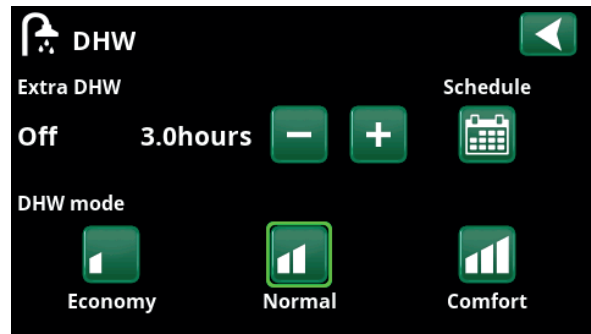 DHW
Extra DHW Schedule
Off 3.0hours
DHW mode
Economy Normal Comfort